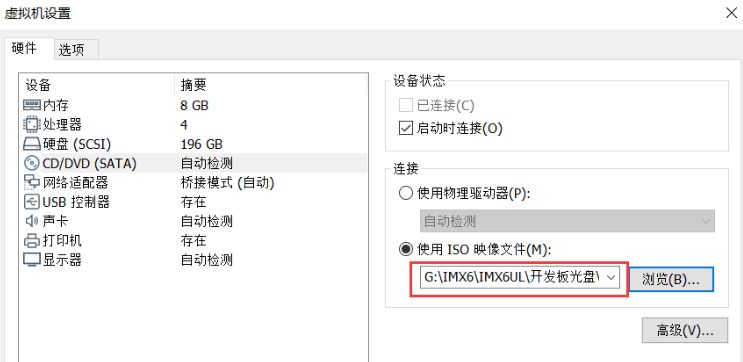 虚拟机设置
硬件 选项
设备 摘要
内存 8 GB
处理器 4
硬盘 (SCSI) 196 GB
CD/DVD (SATA) 自动检测
网络适配器 桥接模式 (自动)
USB 控制器 存在
声卡 自动检测
打印机 存在
显示器 自动检测
设备状态
已连接(C)
启动时连接(O)
连接
使用物理驱动器(P):
自动检测
使用 ISO 映像文件(M):
G:\IMX6\IMX6UL\开发板光盘\ 浏览(B)...
高级(V)...